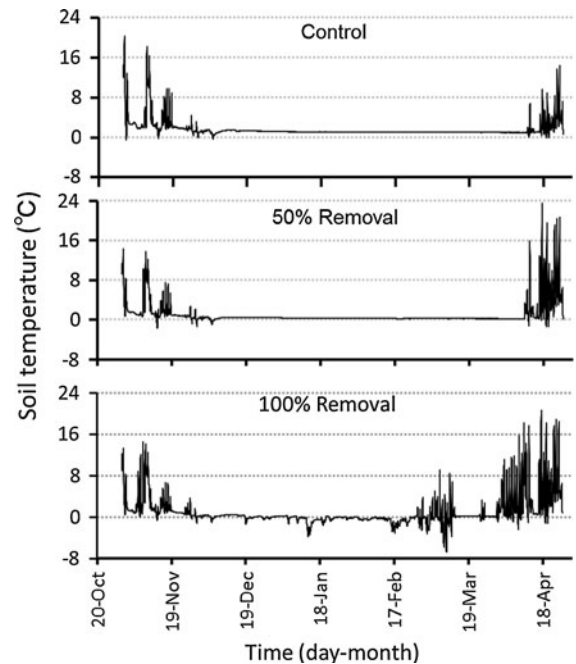 Soil temperature (°C)
24
16
8
0
-8
Control
24
16
8
0
-8
50% Removal
24
16
8
0
-8
100% Removal
20-Oct
19-Nov
19-Dec
18-Jan
17-Feb
19-Mar
18-Apr
Time (day-month)